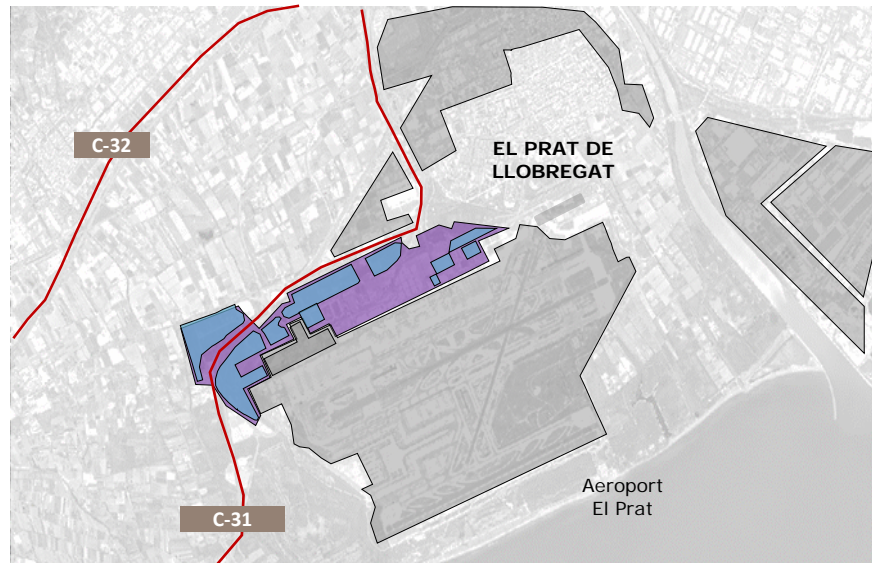 C-32
EL PRAT DE
LLOBREGAT
Aeroport
El Prat
C-31